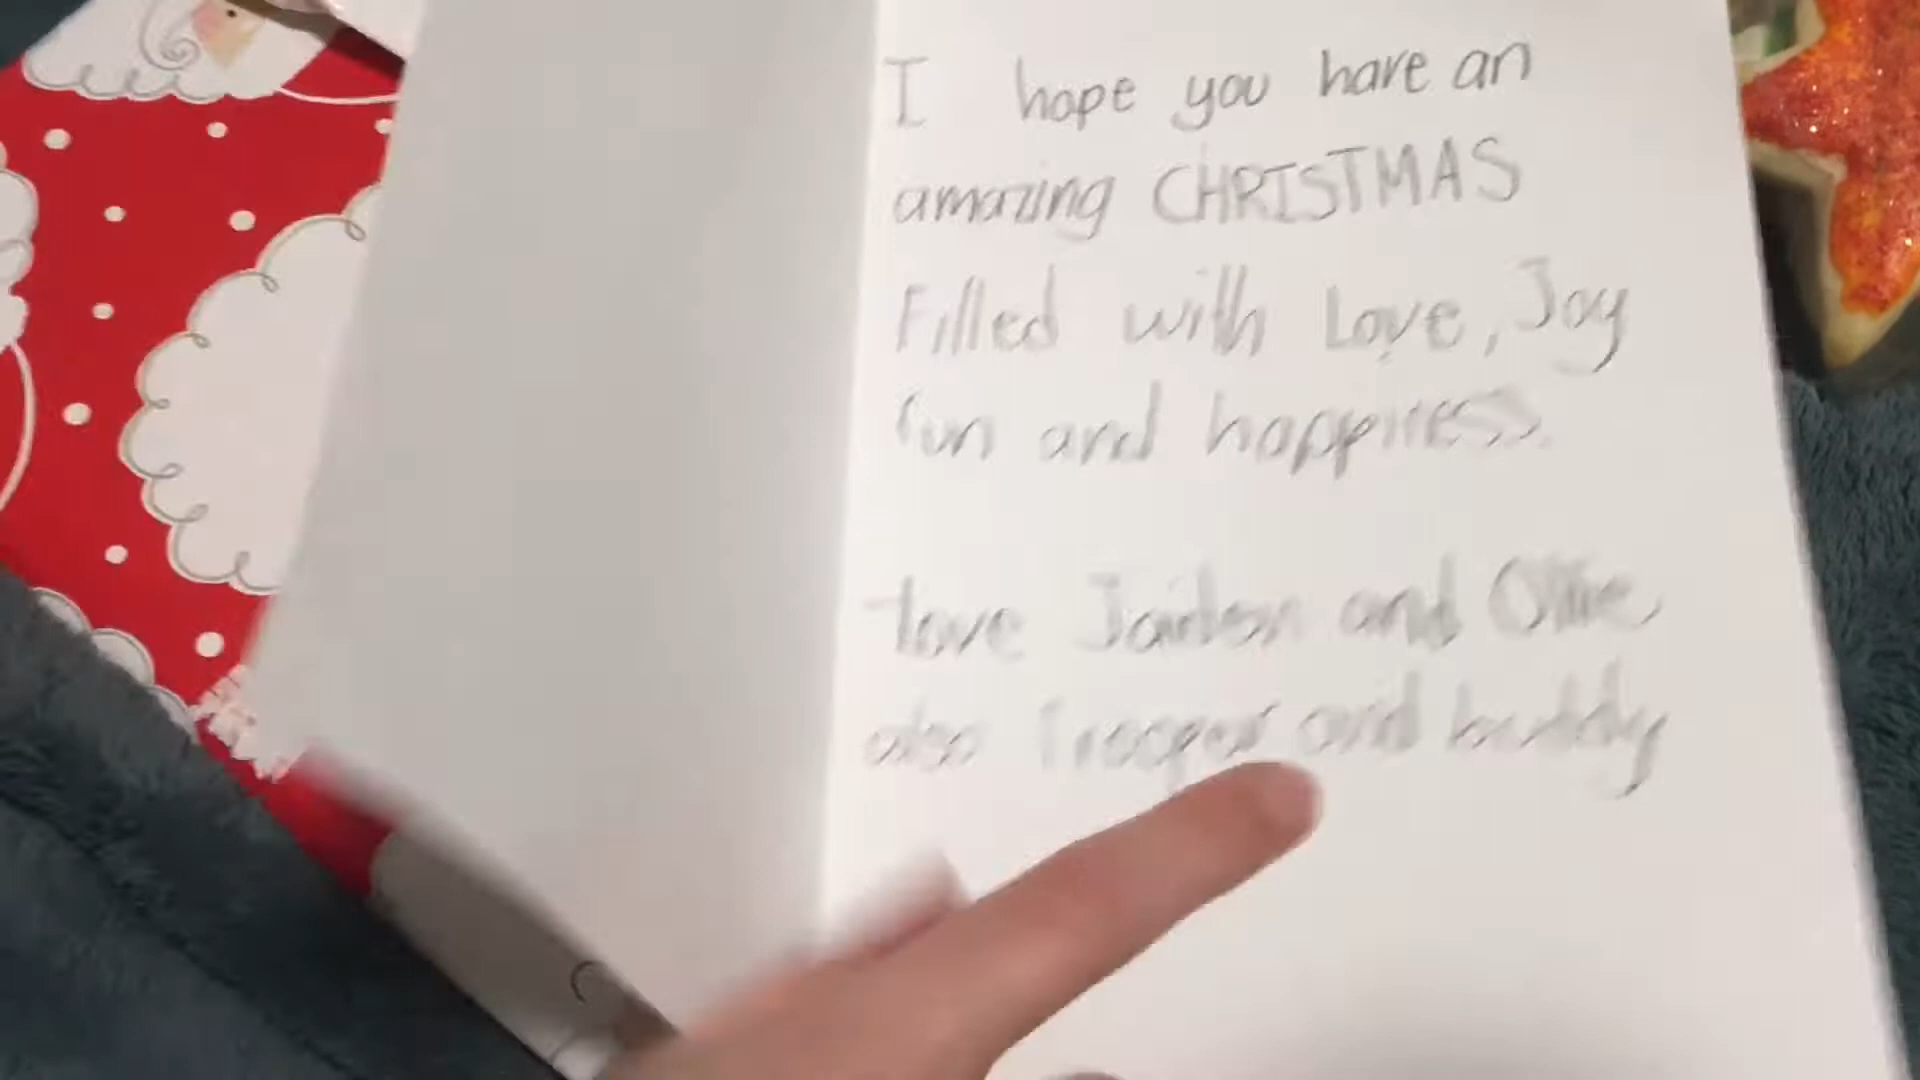 I hope you have an
amazing CHRISTMAS
Filled with Love, Joy
fun and happiness.
Love Jaiden and Ollie
also Trooper and buddy